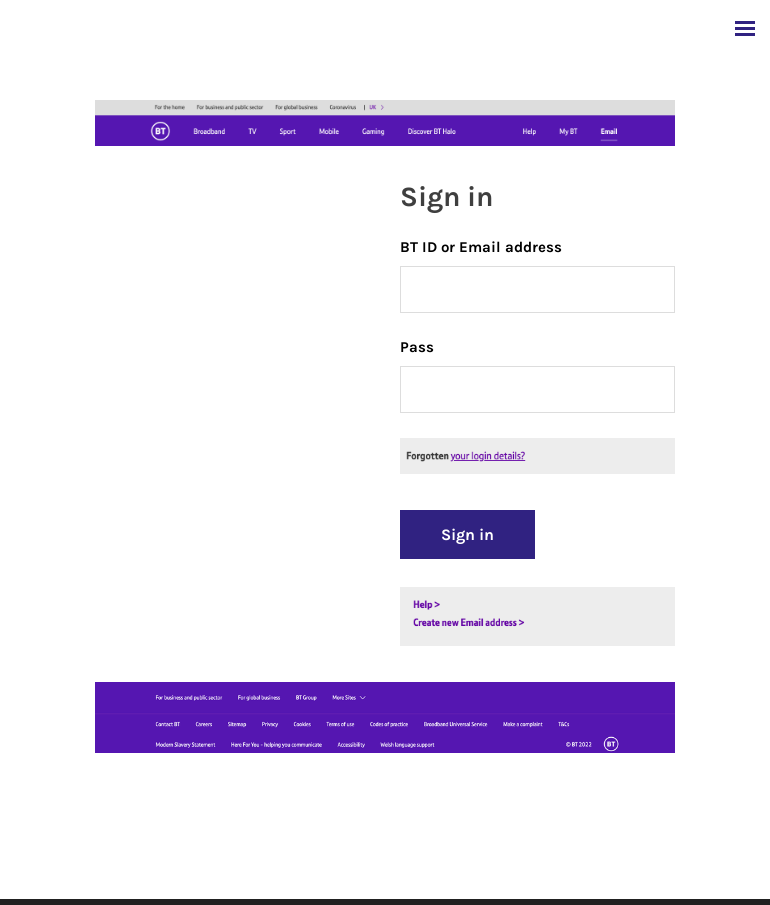 For the home For business and public sector For global business Coronavirus | UK >
BT Broadband TV Sport Mobile Gaming Discover BT Halo Help My BT Email
Sign in
BT ID or Email address
Pass
Forgotten your login details?
Sign in
Help >
Create new Email address >
For business and public sector For global business BT Group More Sites
Contact BT Careers Sitemap Privacy Cookies Terms of use Codes of practice Broadband Universal Service Make a complaint T&Cs
Modern Slavery Statement Here For You - helping you communicate Accessibility Welsh language support © BT 2022 BT